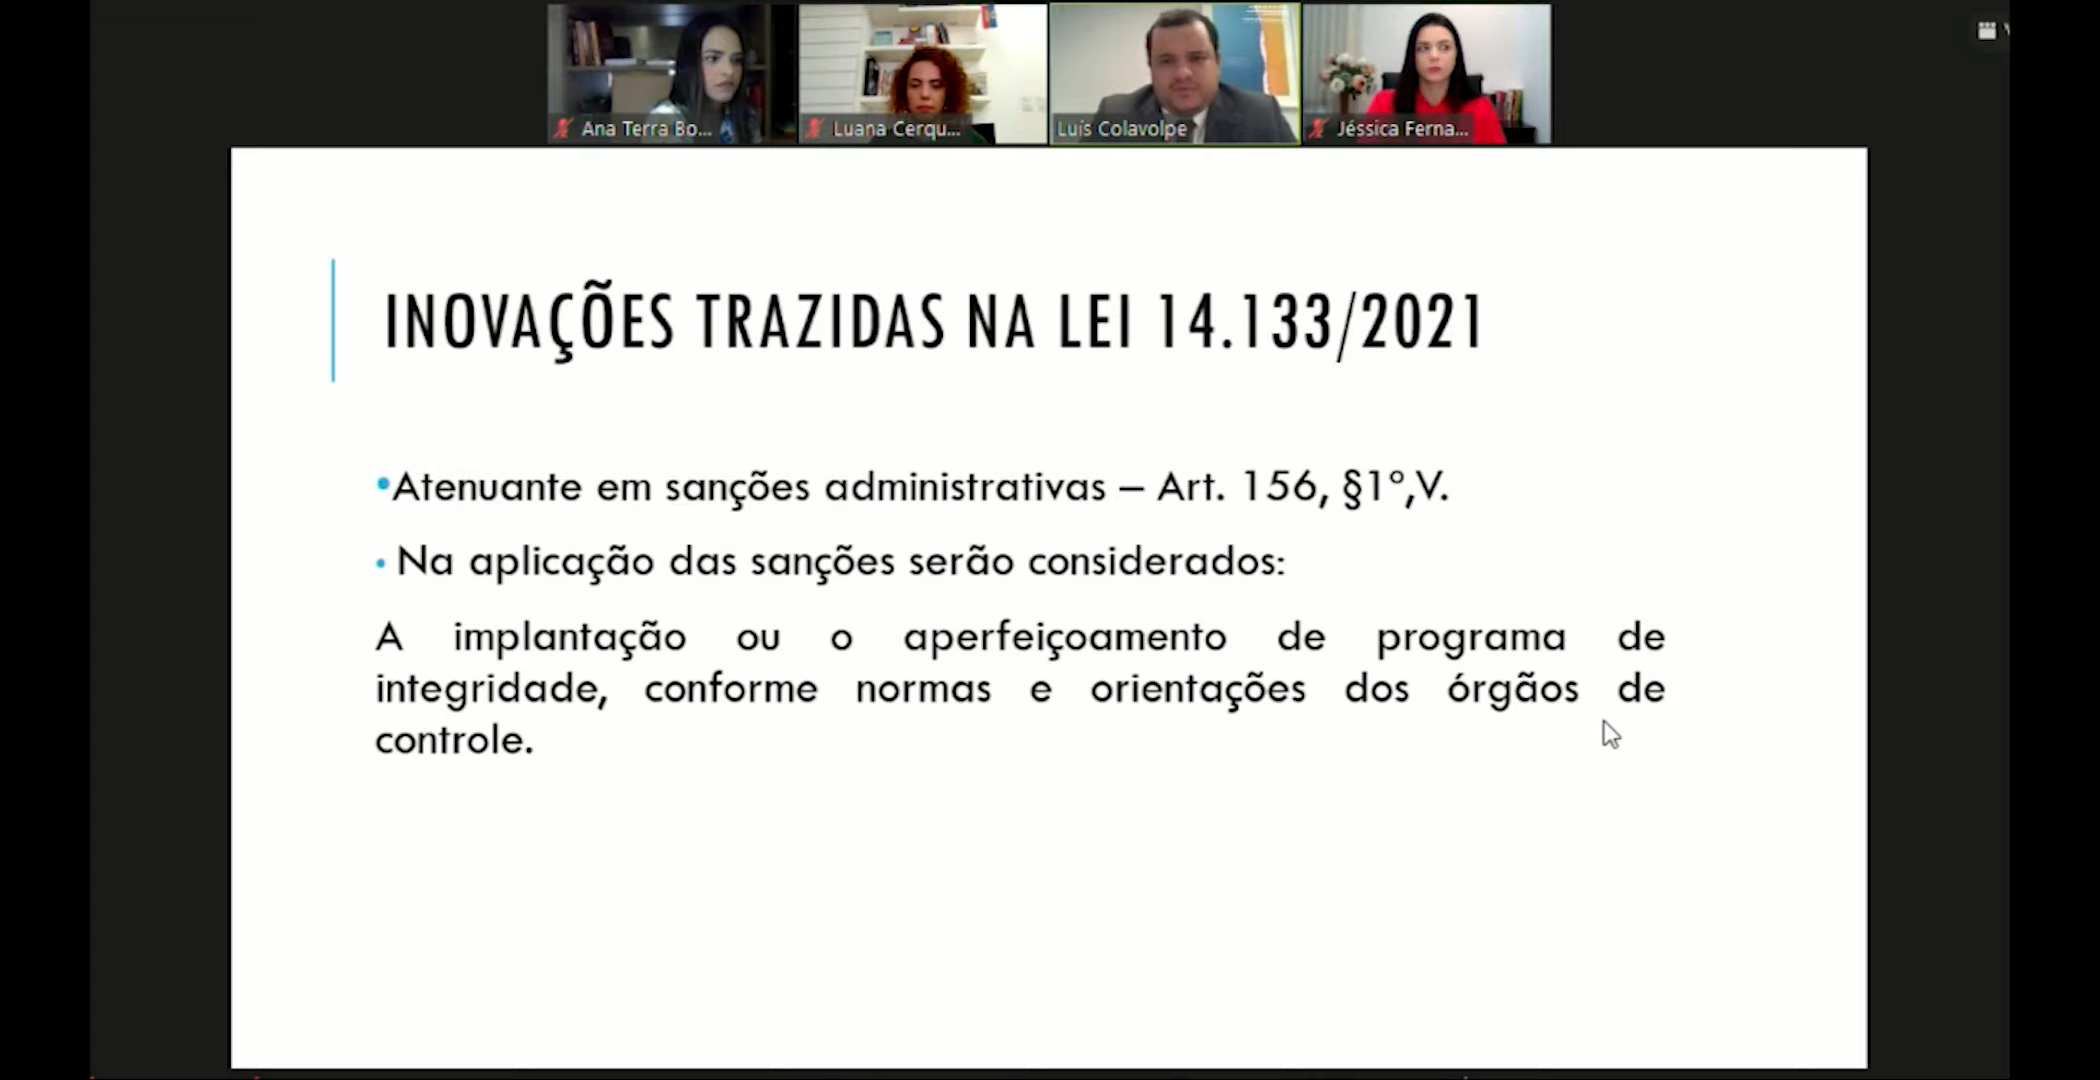 Ana Terra Bo...
Luana Cerqu...
Luís Colavolpe
Jéssica Ferna...
INOVAÇÕES TRAZIDAS NA LEI 14.133/2021
•Atenuante em sanções administrativas – Art. 156, §1º,V.
• Na aplicação das sanções serão considerados:
A implantação ou o aperfeiçoamento de programa de
integridade, conforme normas e orientações dos órgãos de
controle.